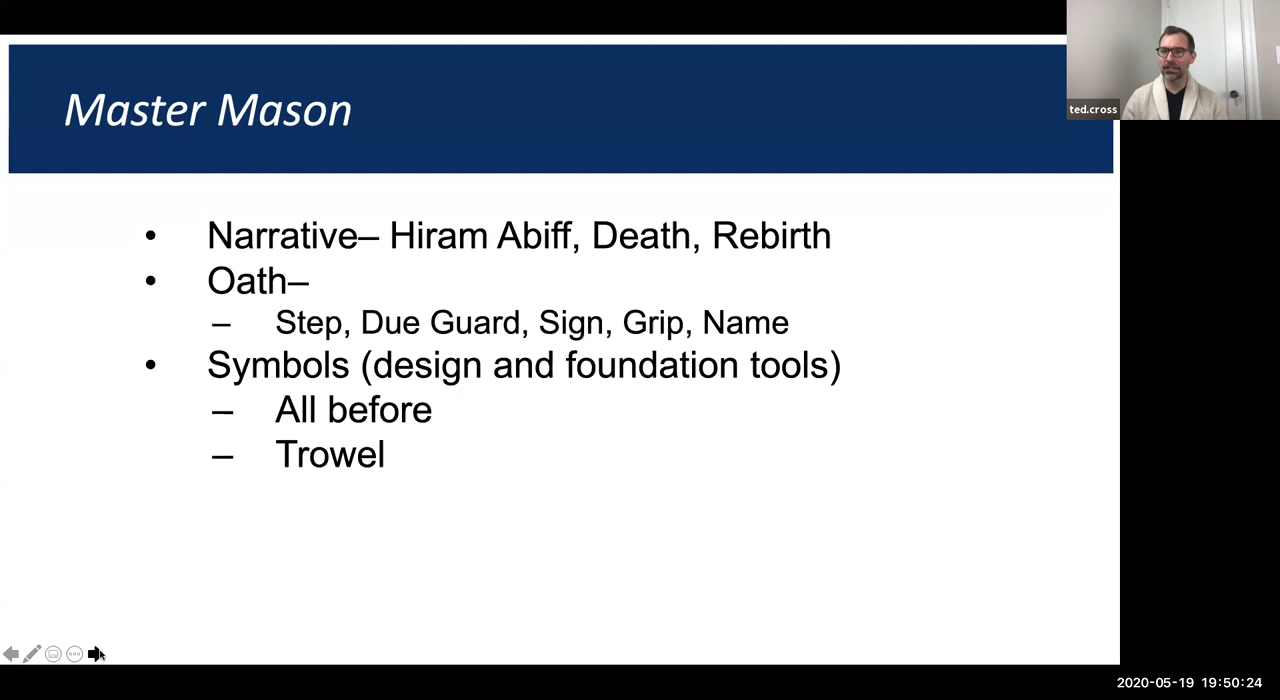 Master Mason
ted.cross
• Narrative– Hiram Abiff, Death, Rebirth
• Oath–
– Step, Due Guard, Sign, Grip, Name
• Symbols (design and foundation tools)
– All before
– Trowel
2020-05-19 19:50:24